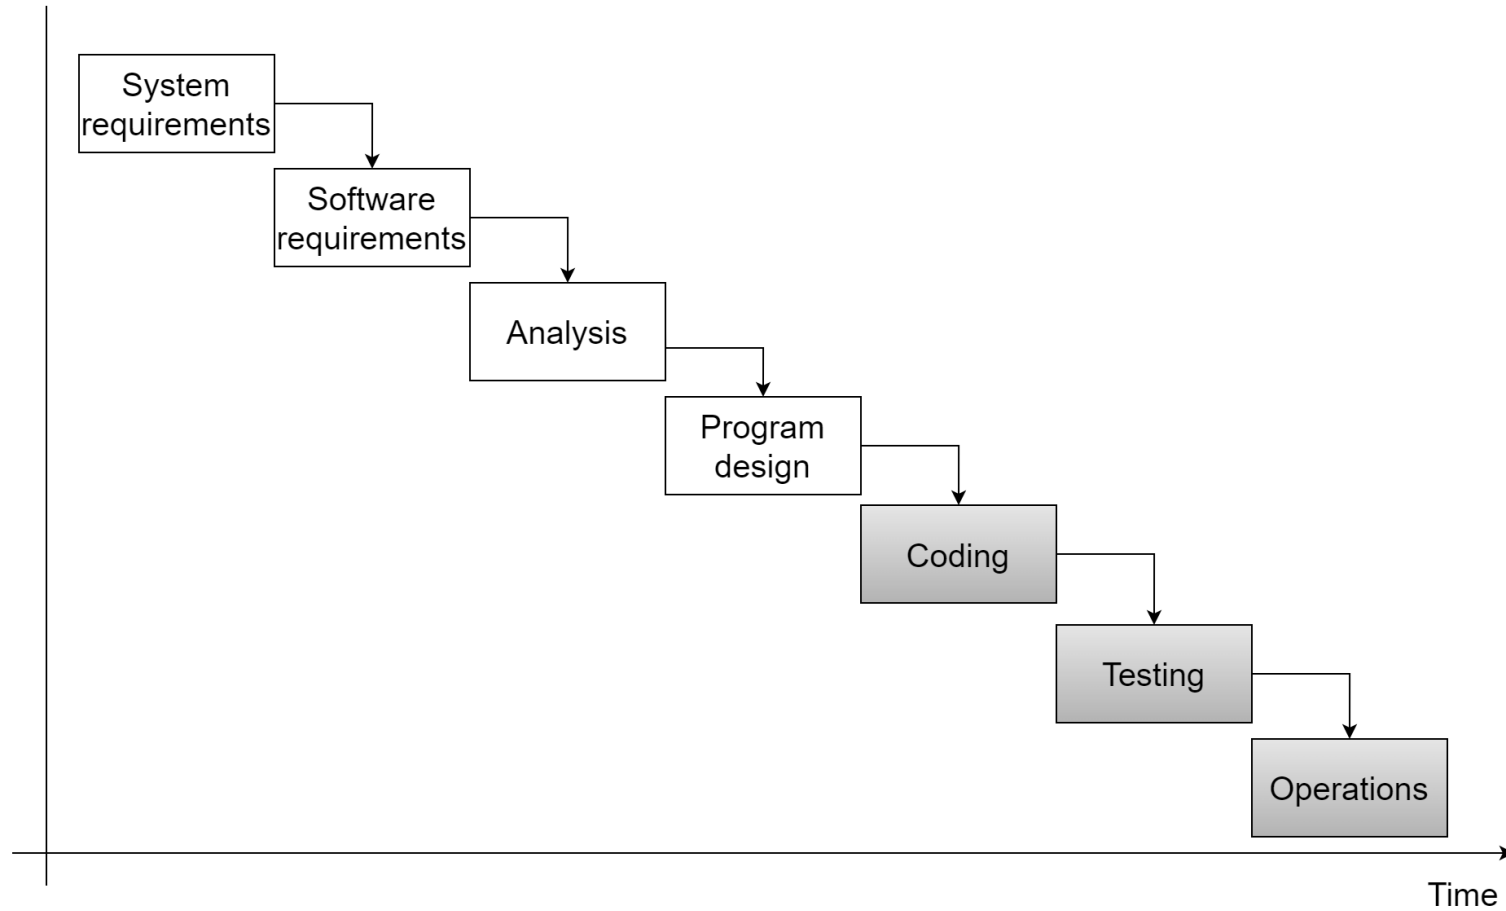 System
requirements
Software
requirements
Analysis
Program
design
Coding
Testing
Operations
Time